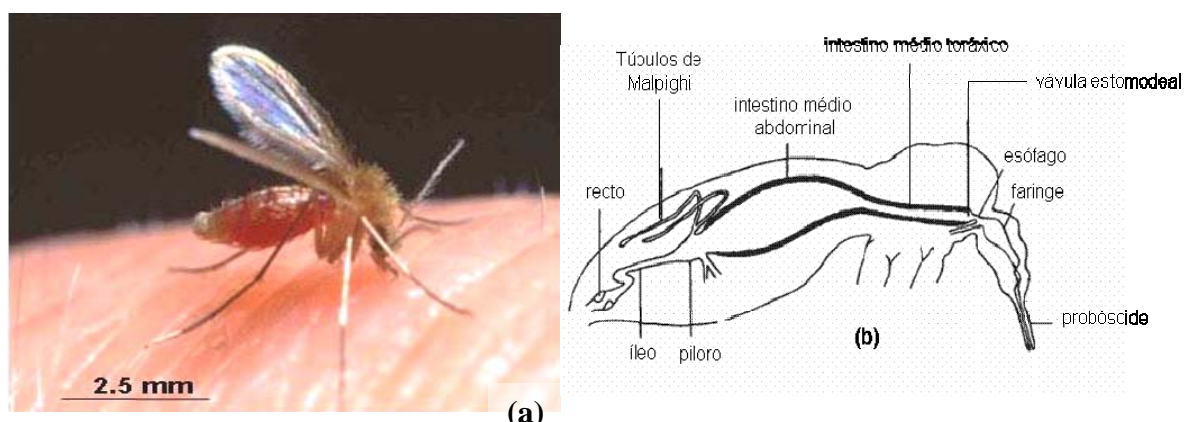 2.5 mm
(a)
intestino médio toráxico
Túbulos de
Malpighi
vávula estomodeal
intestino médio
abdominal
esófago
faringe
recto
probóscide
(b)
íleo
piloro